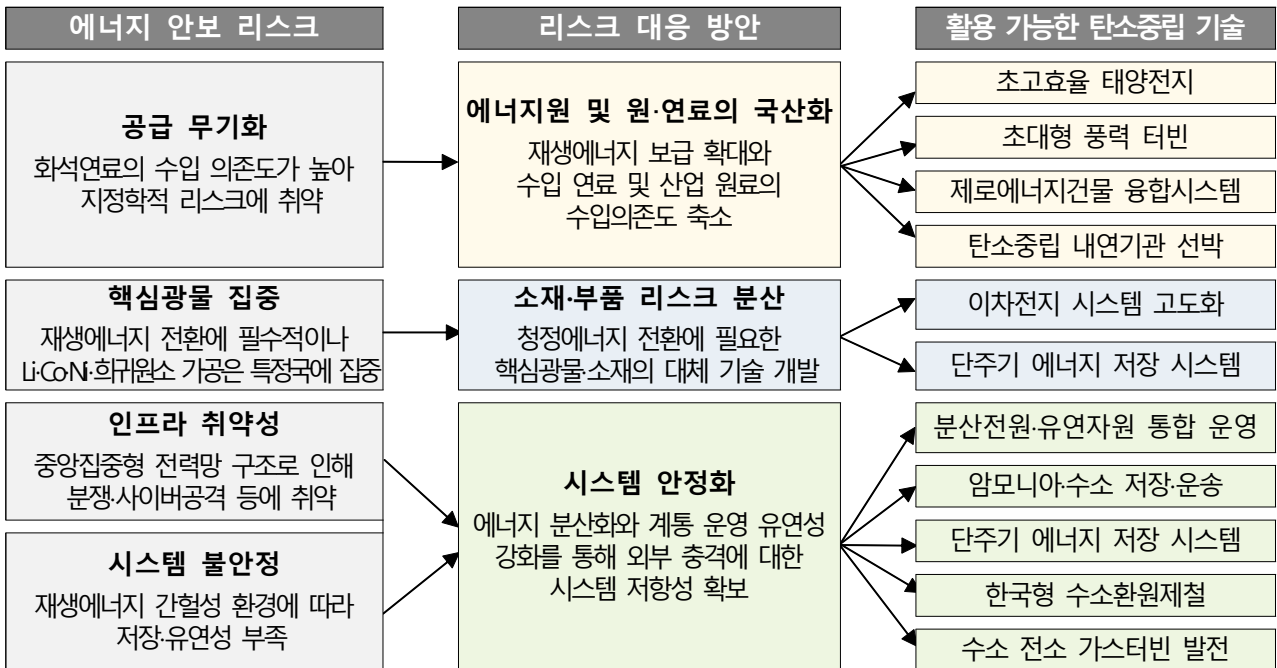 에너지 안보 리스크
리스크 대응 방안
활용 가능한 탄소중립 기술
공급 무기화
화석연료의 수입 의존도가 높아
지정학적 리스크에 취약
에너지원 및 원·연료의 국산화
재생에너지 보급 확대와
수입 연료 및 산업 원료의
수입의존도 축소
초고효율 태양전지
초대형 풍력 터빈
제로에너지건물 융합시스템
탄소중립 내연기관 선박
핵심광물 집중
재생에너지 전환에 필수적이나
Li·Co·Ni·희귀원소 가공은 특정국에 집중
소재·부품 리스크 분산
청정에너지 전환에 필요한
핵심광물·소재의 대체 기술 개발
이차전지 시스템 고도화
단주기 에너지 저장 시스템
인프라 취약성
중앙집중형 전력망 구조로 인해
분쟁·사이버공격 등에 취약
시스템 불안정
재생에너지 간헐성 환경에 따라
저장·유연성 부족
시스템 안정화
에너지 분산화와 계통 운영 유연성
강화를 통해 외부 충격에 대한
시스템 저항성 확보
분산전원·유연자원 통합 운영
암모니아·수소 저장·운송
단주기 에너지 저장 시스템
한국형 수소환원제철
수소 전소 가스터빈 발전